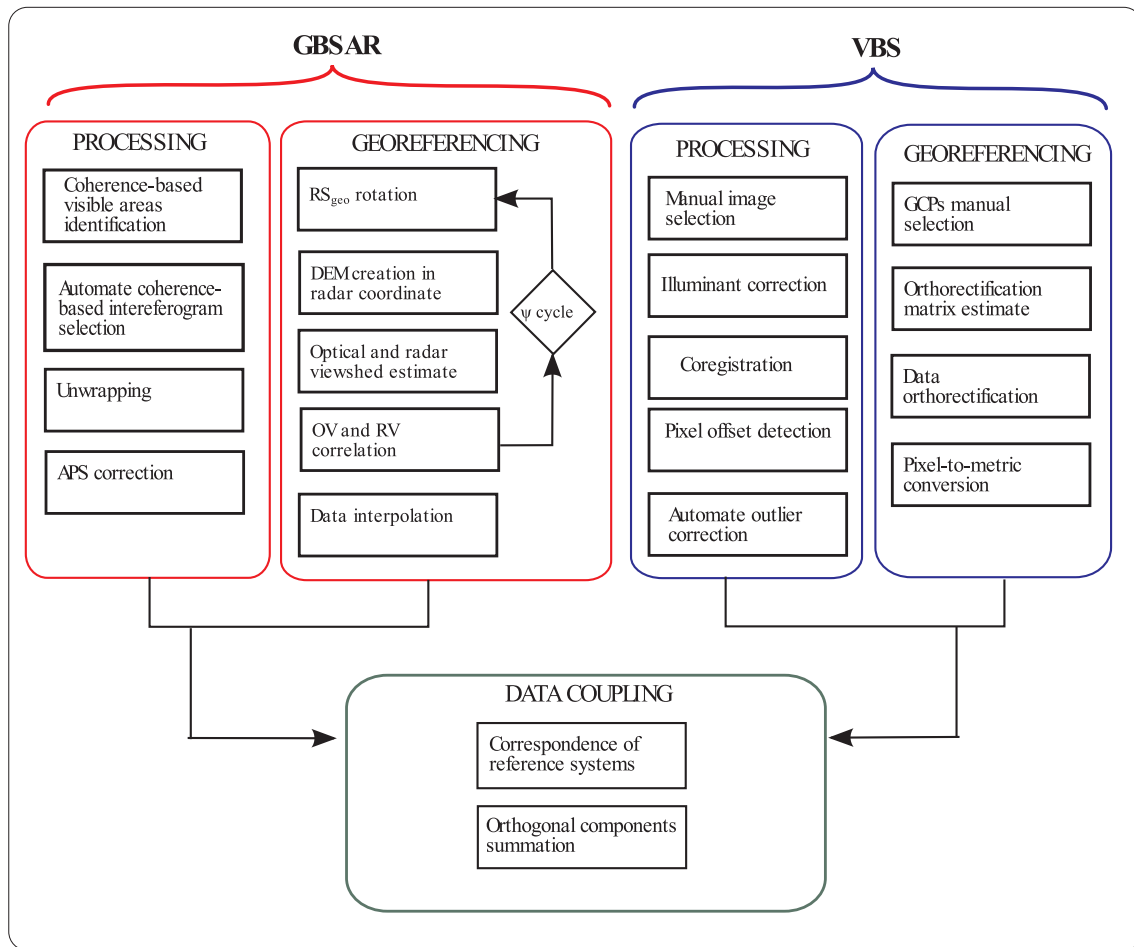 GBSAR
VBS
PROCESSING
Coherence-based
visible areas
identification
Automate coherence-
based intereferogram
selection
Unwrapping
APS correction
GEOREFERENCING
RSgeo rotation
DEM creation in
radar coordinate
Optical and radar
viewshed estimate
OV and RV
correlation
Data interpolation
ψ cycle
PROCESSING
Manual image
selection
Illuminant correction
Coregistration
Pixel offset detection
Automate outlier
correction
GEOREFERENCING
GCPs manual
selection
Orthorectification
matrix estimate
Data
orthorectification
Pixel-to-metric
conversion
DATA COUPLING
Correspondence of
reference systems
Orthogonal components
summation